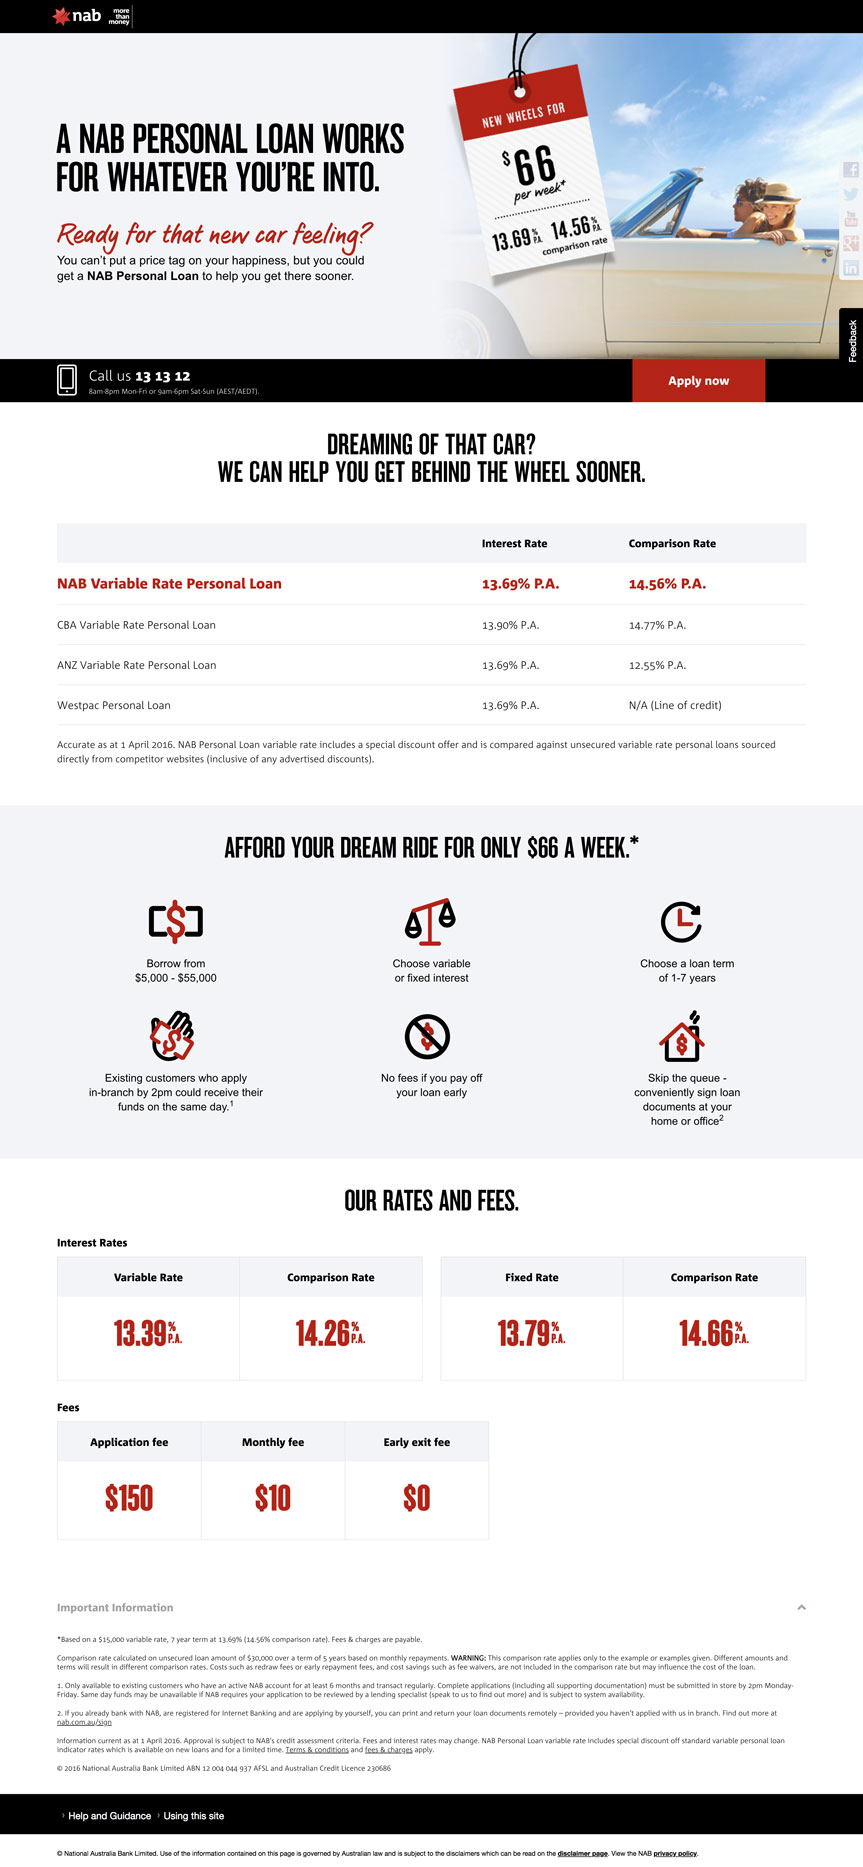 nab
more
than
money
A NAB PERSONAL LOAN WORKS
FOR WHATEVER YOU'RE INTO.
Ready for that new car feeling?
You can't put a price tag on your happiness, but you could
get a NAB Personal Loan to help you get there sooner.
NEW WHEELS FOR
$66
per week*
13.69% P.A. 14.56% P.A.
comparison rate
Feedback
Call us 13 13 12
8am-8pm Mon-Fri or 9am-6pm Sat-Sun (AEST/AEDT).
Apply now
DREAMING OF THAT CAR?
WE CAN HELP YOU GET BEHIND THE WHEEL SOONER.
Interest Rate Comparison Rate
NAB Variable Rate Personal Loan 13.69% P.A. 14.56% P.A.
CBA Variable Rate Personal Loan 13.90% P.A. 14.77% P.A.
ANZ Variable Rate Personal Loan 13.69% P.A. 12.55% P.A.
Westpac Personal Loan 13.69% P.A. N/A (Line of credit)
Accurate as at 1 April 2016. NAB Personal Loan variable rate includes a special discount offer and is compared against unsecured variable rate personal loans sourced
directly from competitor websites (inclusive of any advertised discounts).
AFFORD YOUR DREAM RIDE FOR ONLY $66 A WEEK.*
Borrow from
$5,000 - $55,000
Choose variable
or fixed interest
Choose a loan term
of 1-7 years
Existing customers who apply
in-branch by 2pm could receive their
funds on the same day.1
No fees if you pay off
your loan early
Skip the queue -
conveniently sign loan
documents at your
home or office2
OUR RATES AND FEES.
Interest Rates
Variable Rate Comparison Rate Fixed Rate Comparison Rate
13.39% P.A. 14.26% P.A. 13.79% P.A. 14.66% P.A.
Fees
Application fee Monthly fee Early exit fee
$150 $10 $0
Important Information
*Based on a $15,000 variable rate, 7 year term at 13.69% (14.56% comparison rate). Fees & charges are payable.
Comparison rate calculated on unsecured loan amount of $30,000 over a term of 5 years based on monthly repayments. WARNING: This comparison rate applies only to the example or examples given. Different amounts and
terms will result in different comparison rates. Costs such as redraw fees or early repayment fees, and cost savings such as fee waivers, are not included in the comparison rate but may influence the cost of the loan.
1. Only available to existing customers who have an active NAB account for at least 6 months and transact regularly. Complete applications (including all supporting documentation) must be submitted in store by 2pm Monday-
Friday. Same day funds may be unavailable if NAB requires your application to be reviewed by a lending specialist (speak to us to find out more) and is subject to system availability.
2. If you already bank with NAB, are registered for Internet Banking and are applying by yourself, you can print and return your loan documents remotely – provided you haven't applied with us in branch. Find out more at
nab.com.au/sign
Information current as at 1 April 2016. Approval is subject to NAB's credit assessment criteria. Fees and interest rates may change. NAB Personal Loan variable rate includes special discount off standard variable personal loan
indicator rates which is available on new loans and for a limited time. Terms & conditions and fees & charges apply.
© 2016 National Australia Bank Limited ABN 12 004 044 937 AFSL and Australian Credit Licence 230686
› Help and Guidance › Using this site
© National Australia Bank Limited. Use of the information contained on this page is governed by Australian law and is subject to the disclaimers which can be read on the disclaimer page. View the NAB privacy policy.